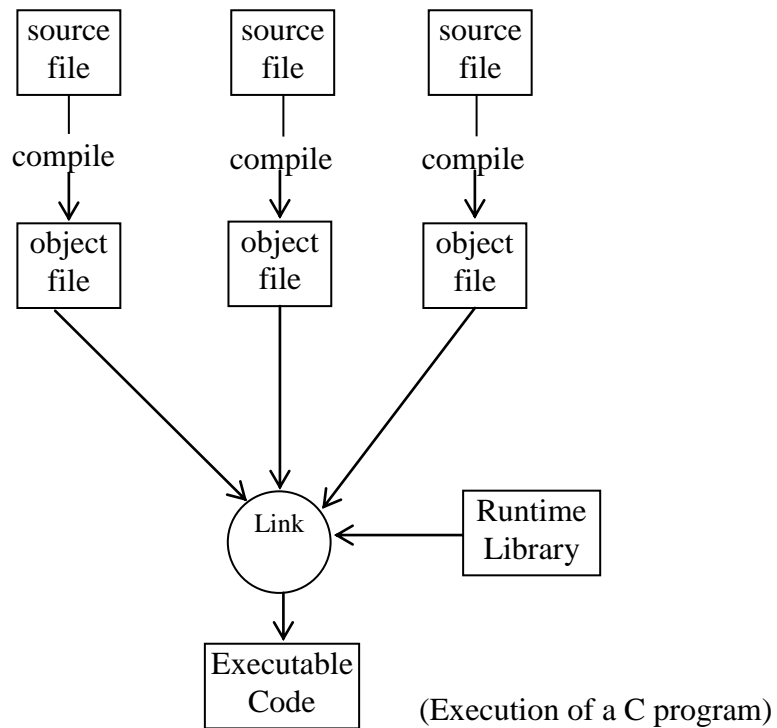 source source source
file file file
compile compile compile
object object object
file file file
Link
Runtime
Library
Executable
Code
(Execution of a C program)